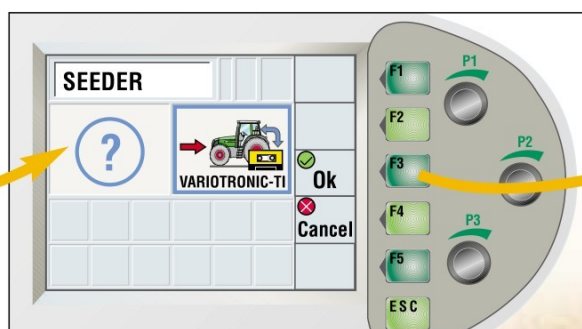 SEEDER
?
VARIOTRONIC-TI
Ok
Cancel
F1
F2
F3
F4
F5
ESC
P1
P2
P3